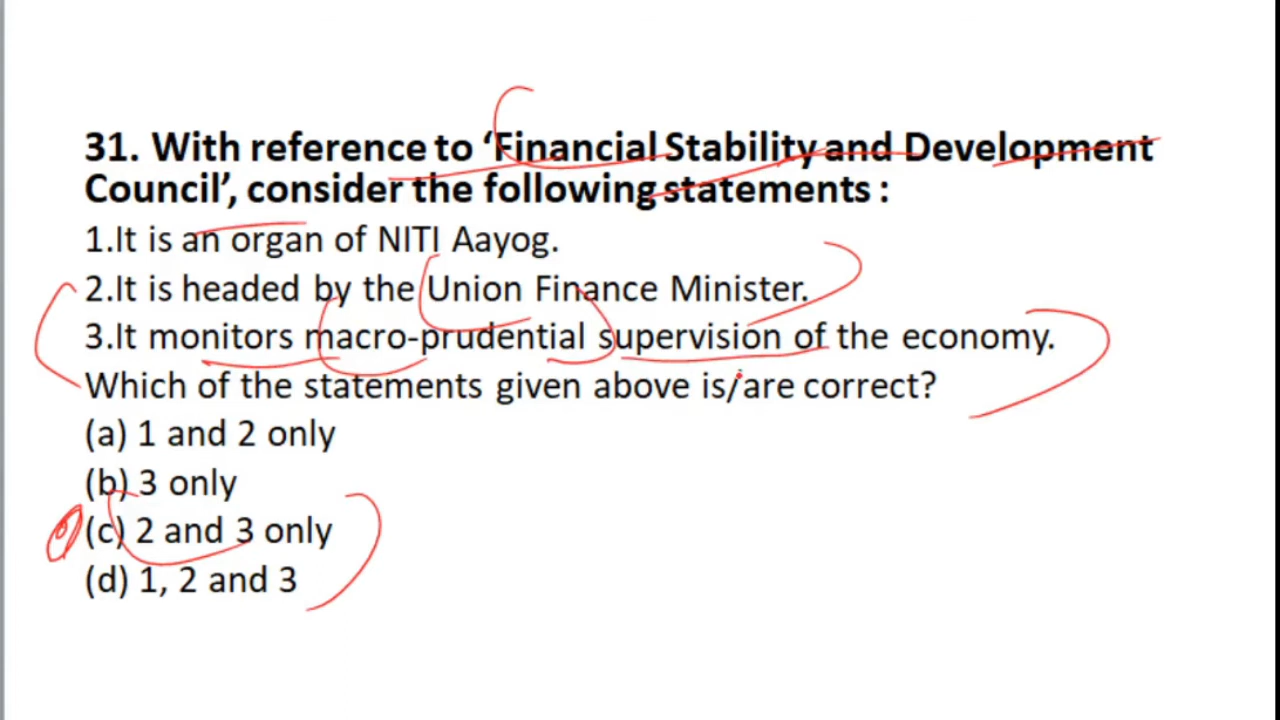 31. With reference to ‘Financial Stability and Development
Council’, consider the following statements :
1.It is an organ of NITI Aayog.
2.It is headed by the Union Finance Minister.
3.It monitors macro-prudential supervision of the economy.
Which of the statements given above is/are correct?
(a) 1 and 2 only
(b) 3 only
(c) 2 and 3 only
(d) 1, 2 and 3